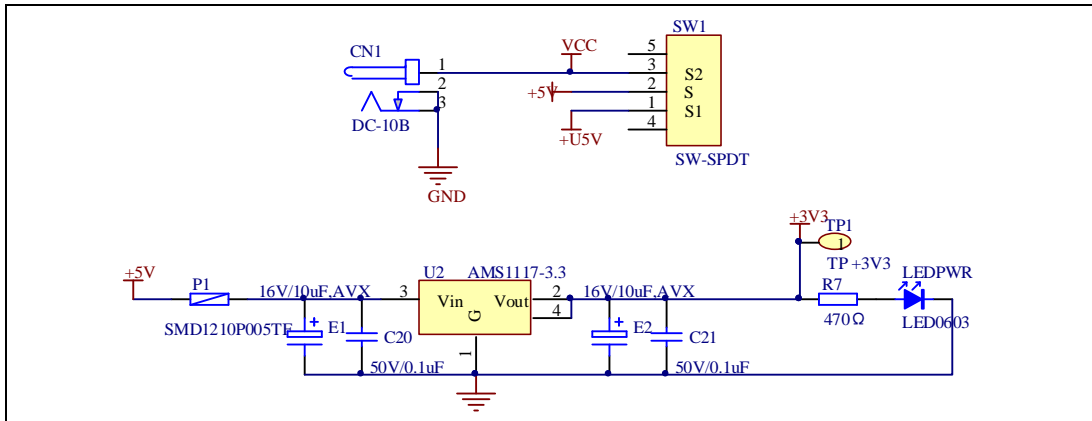 SW1
CN1
VCC
5
1
3
S2
2
+5V
2
S
3
1
S1
DC-10B
4
+U5V
SW-SPDT
GND
+3V3
TP1
1
+5V
P1
U2
AMS1117-3.3
TP +3V3
LEDPWR
R7
16V/10uF,AVX
3
Vin
Vout
2
4
16V/10uF,AVX
G
SMD1210P005TF
E1
C20
E2
C21
470Ω
LED0603
1
50V/0.1uF
50V/0.1uF